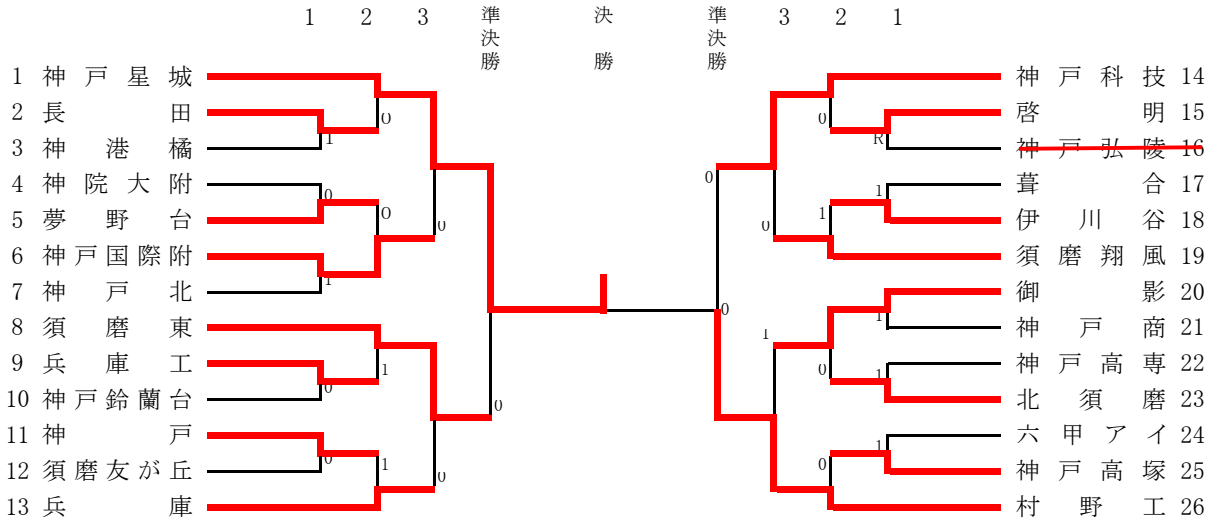 1 2 3 準決勝 決勝 準決勝 3 2 1
1 神戸星城
2 長田
3 神港橘
4 神院大附
5 夢野台
6 神戸国際附
7 神戸北
8 須磨東
9 兵庫工
10 神戸鈴蘭台
11 神戸
12 須磨友が丘
13 兵庫
0
1
0
0
0
1
1
0
0
1
0
0
神戸科技 14
啓明 15
神戸弘陵 16
葺合 17
伊川谷 18
須磨翔風 19
御影 20
神戸商 21
神戸高専 22
北須磨 23
六甲アイ 24
神戸高塚 25
村野工 26
0
R
0
1
1
0
0
1
1
0
1
1
0